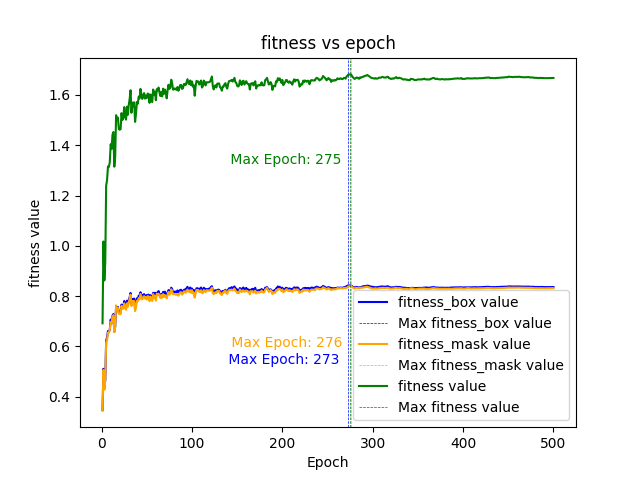 fitness vs epoch
fitness value
1.6
1.4
1.2
1.0
0.8
0.6
0.4
Max Epoch: 275
Max Epoch: 276
Max Epoch: 273
fitness_box value
Max fitness_box value
fitness_mask value
Max fitness_mask value
fitness value
Max fitness value
0
100
200
300
400
500
Epoch